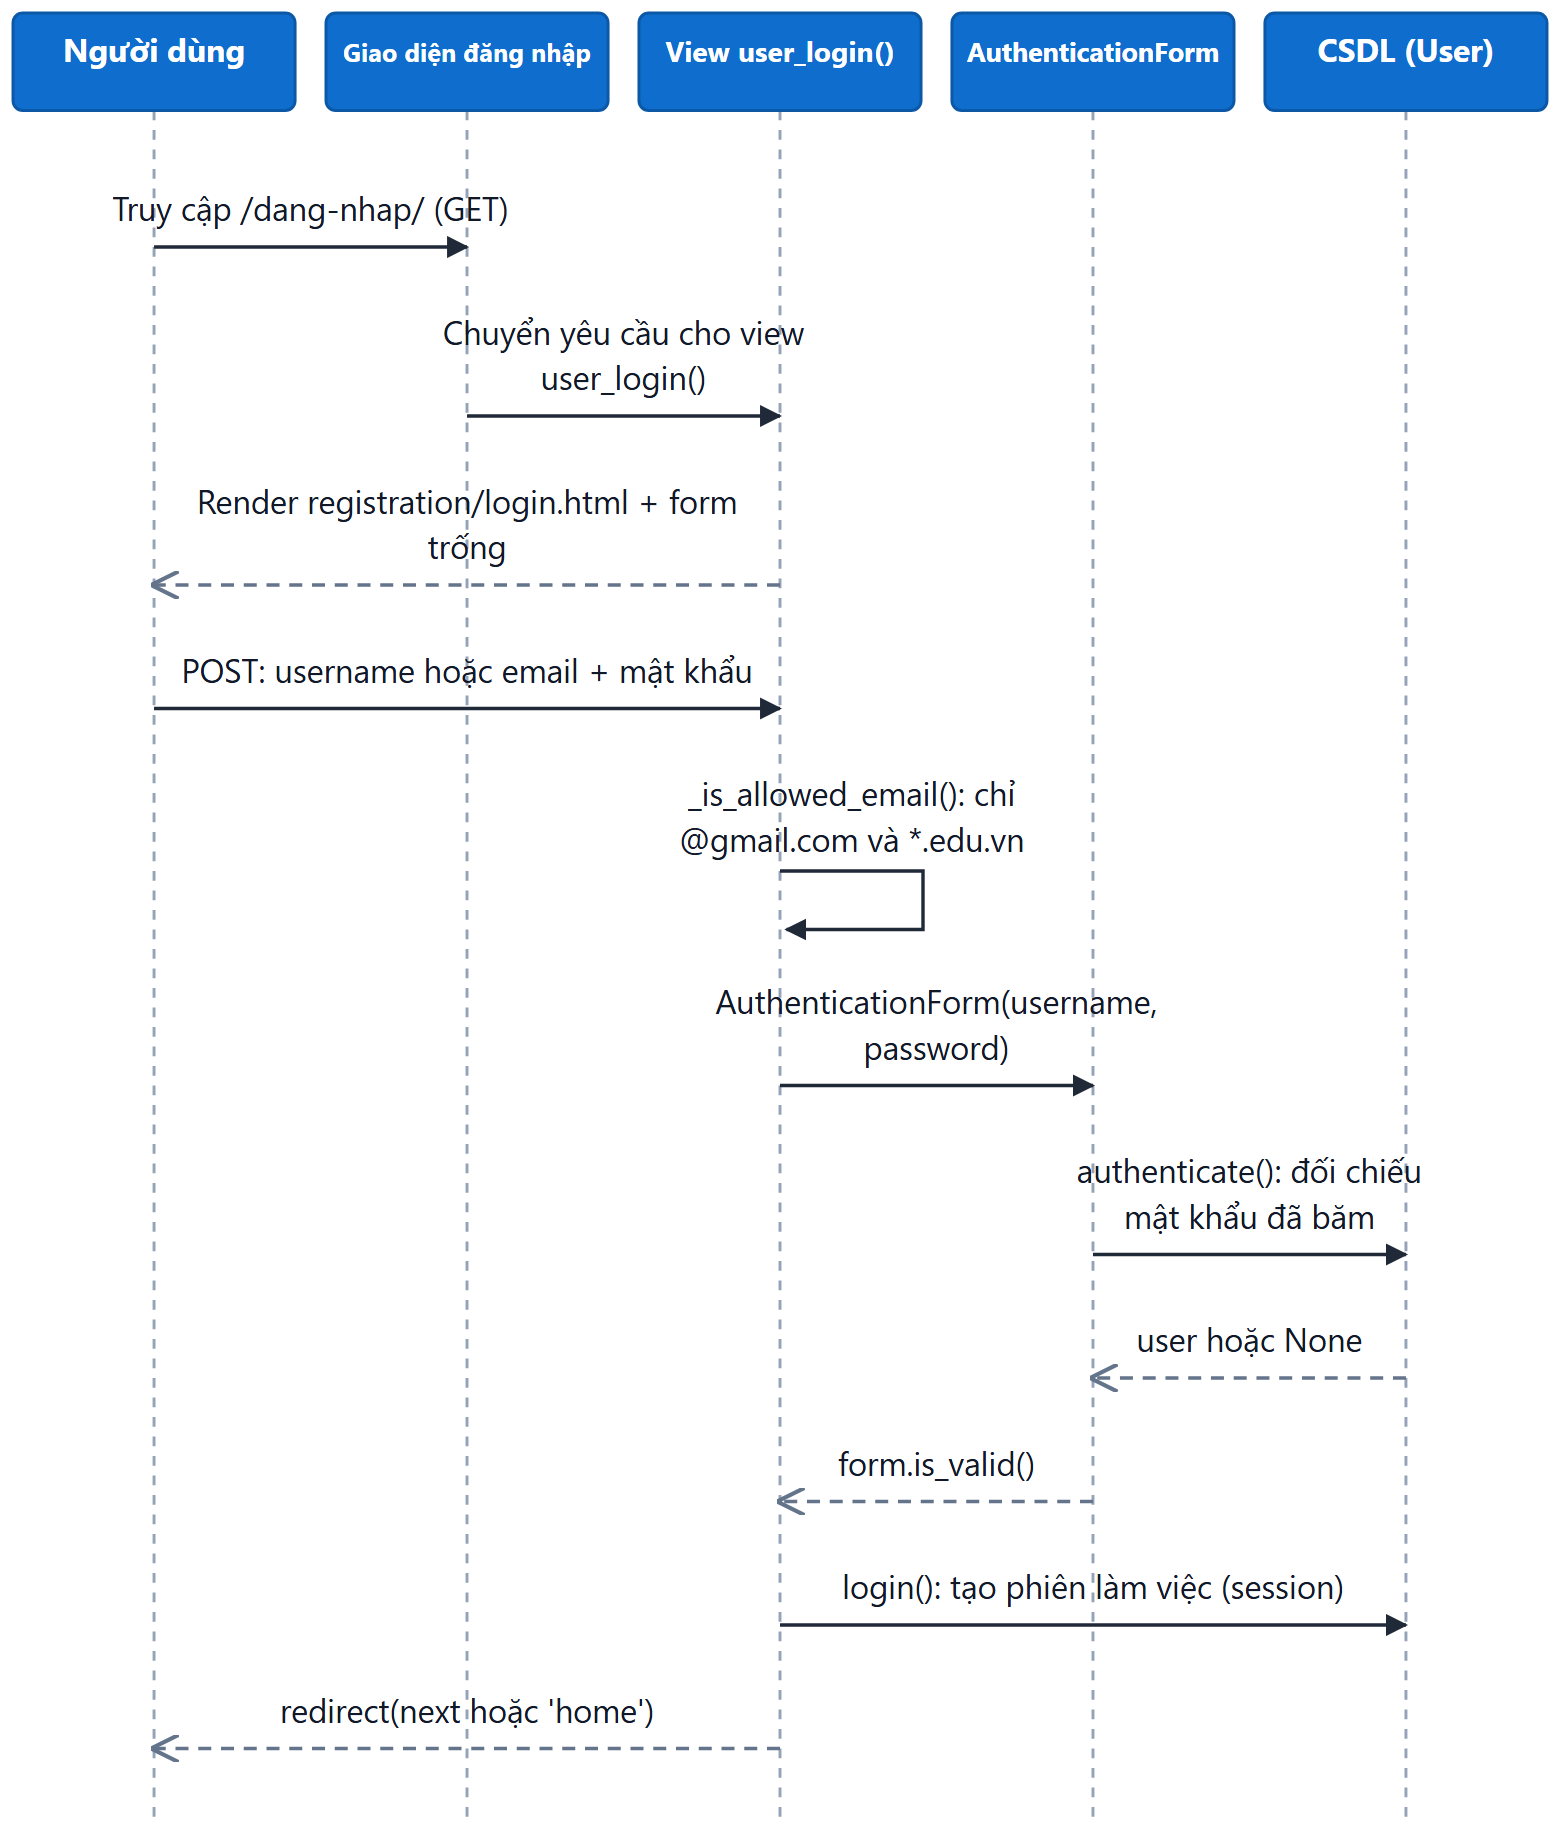 Người dùng
Giao diện đăng nhập
View user_login()
AuthenticationForm
CSDL (User)
Truy cập /dang-nhap/ (GET)
Chuyển yêu cầu cho view
user_login()
Render registration/login.html + form
trống
POST: username hoặc email + mật khẩu
_is_allowed_email(): chỉ
@gmail.com và *.edu.vn
AuthenticationForm(username,
password)
authenticate(): đối chiếu
mật khẩu đã băm
user hoặc None
form.is_valid()
login(): tạo phiên làm việc (session)
redirect(next hoặc 'home')